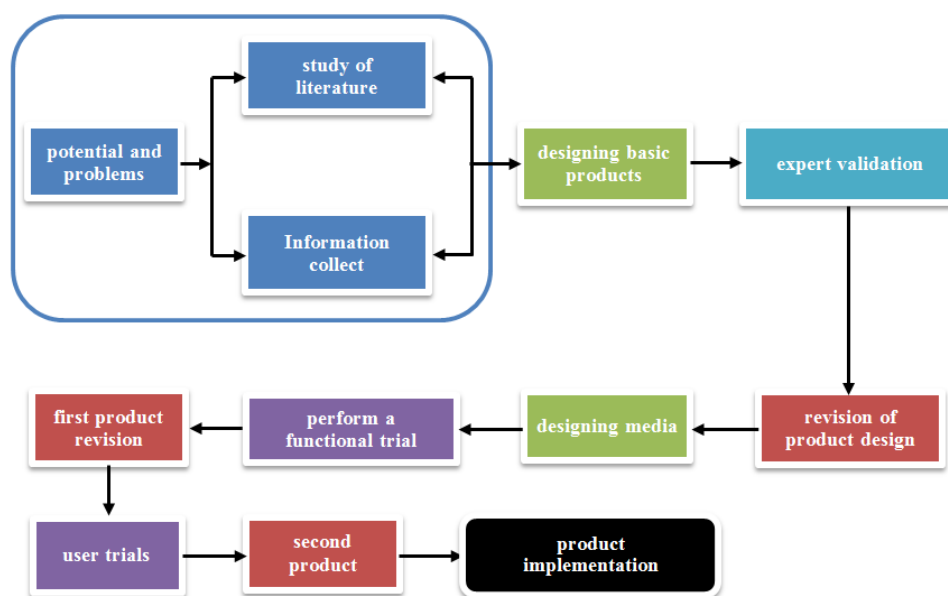 study of
literature
potential and
problems
Information
collect
designing basic
products
expert validation
revision of
product design
designing media
perform a
functional trial
first product
revision
user trials
second
product
product
implementation